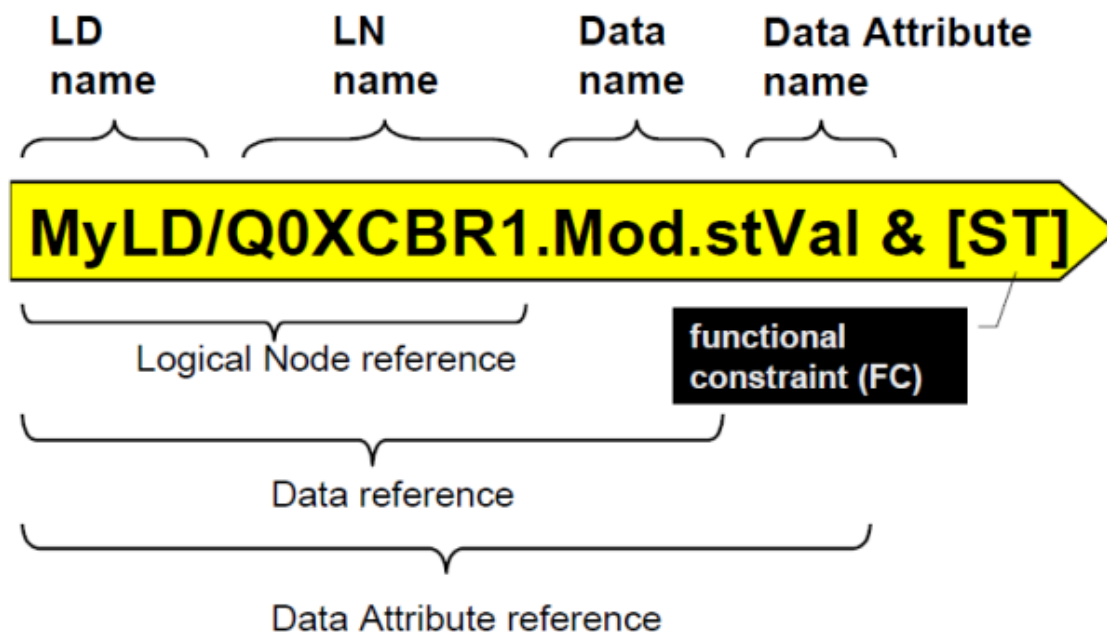 LD name
LN name
Data name
Data Attribute name
MyLD/Q0XCBR1.Mod.stVal & [ST]
functional
constraint (FC)
Logical Node reference
Data reference
Data Attribute reference